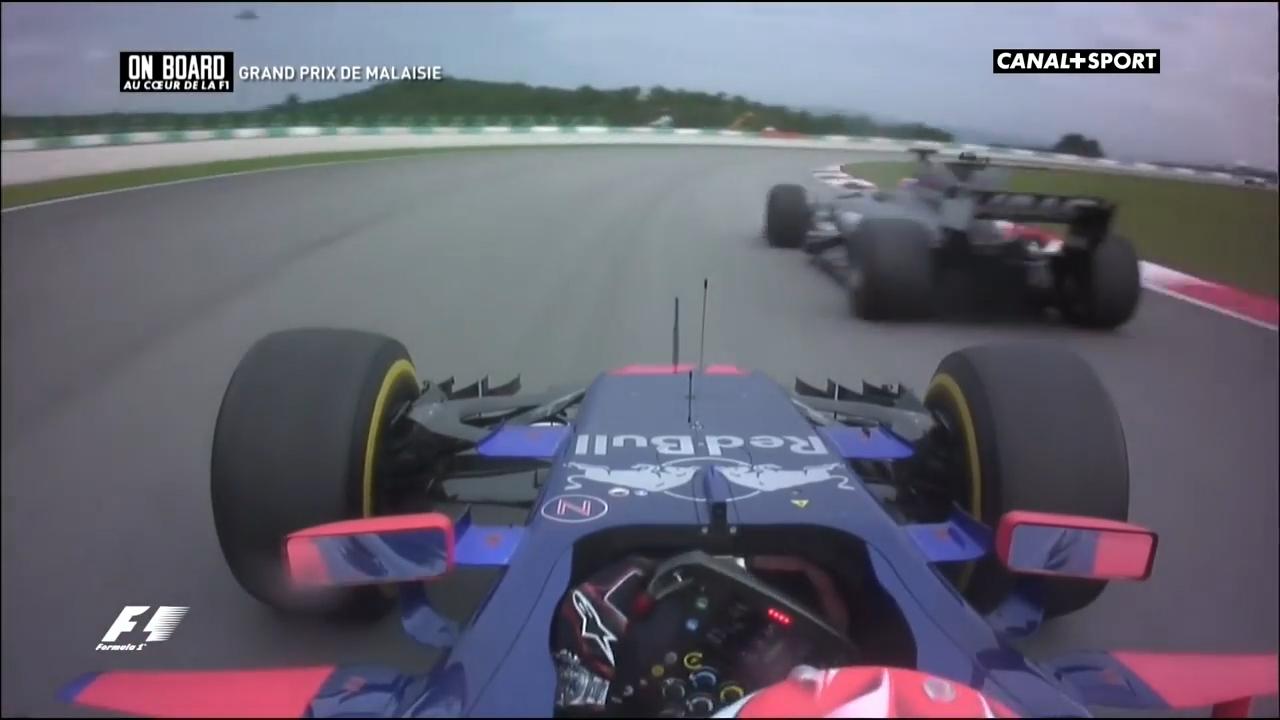 ON BOARD
AU CŒUR DE LA F1
GRAND PRIX DE MALAISIE
CANAL+SPORT
Red Bull
F1
Formula 1